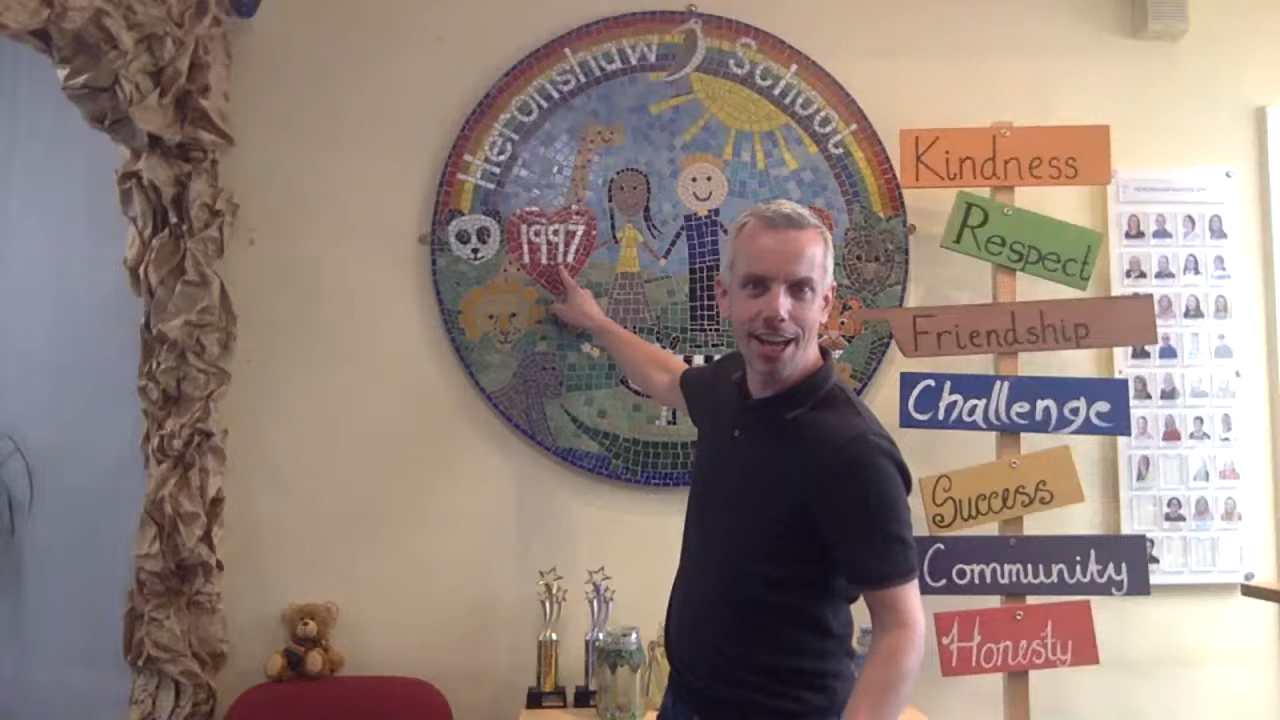 Heronshaw School
1997
Kindness
Respect
Friendship
Challenge
Success
Community
Honesty